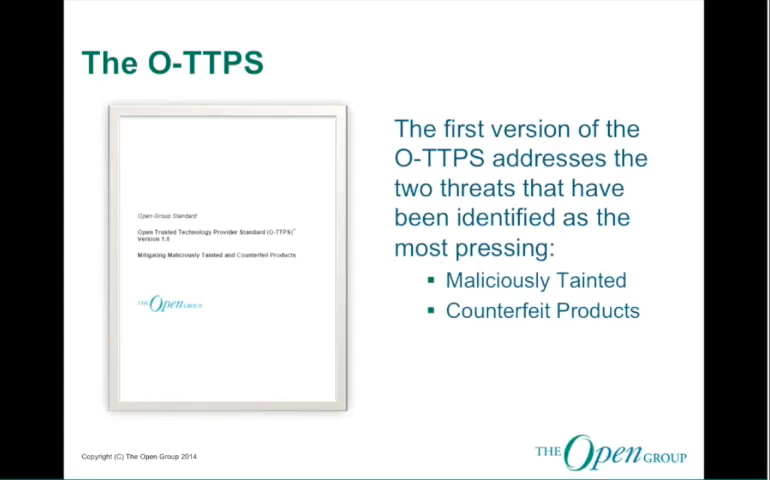 The O-TTPS
Open Group Standard
Open Trusted Technology Provider Standard (O-TTPS)™
Version 1.0
Mitigating Maliciously Tainted and Counterfeit Products
THE Open GROUP
The first version of the
O-TTPS addresses the
two threats that have
been identified as the
most pressing:
▪ Maliciously Tainted
▪ Counterfeit Products
Copyright (C) The Open Group 2014
THE Open GROUP